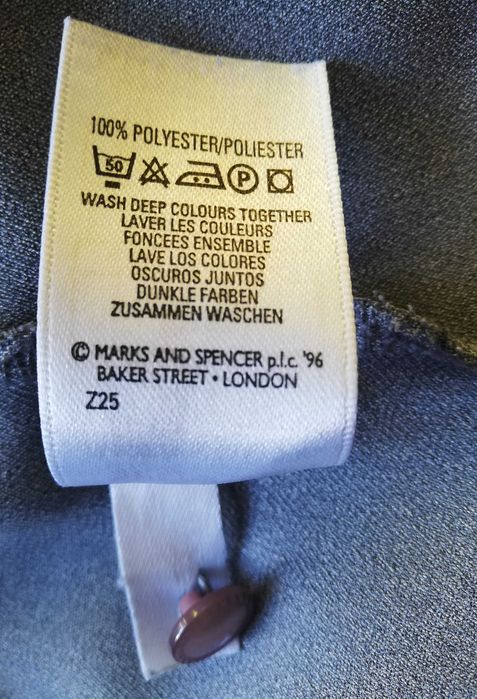 100% POLYESTER/POLIESTER
50 P
WASH DEEP COLOURS TOGETHER
LAVER LES COULEURS
FONCEES ENSEMBLE
LAVE LOS COLORES
OSCUROS JUNTOS
DUNKLE FARBEN
ZUSAMMEN WASCHEN
© MARKS AND SPENCER p.l.c. '96
BAKER STREET • LONDON
Z25